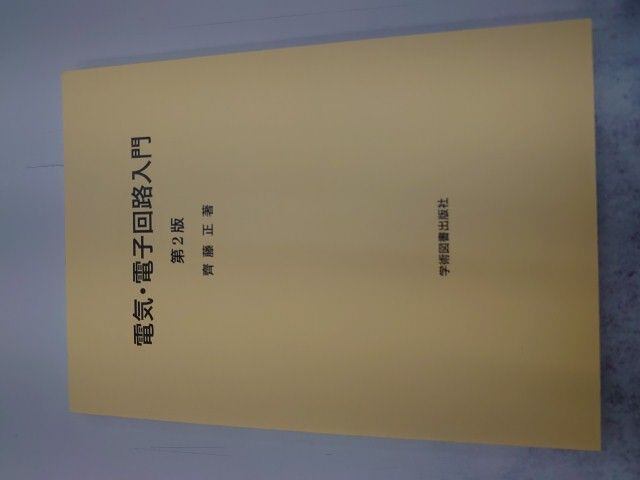 電気・電子回路入門
第2版
齊藤 正 著
学術図書出版社